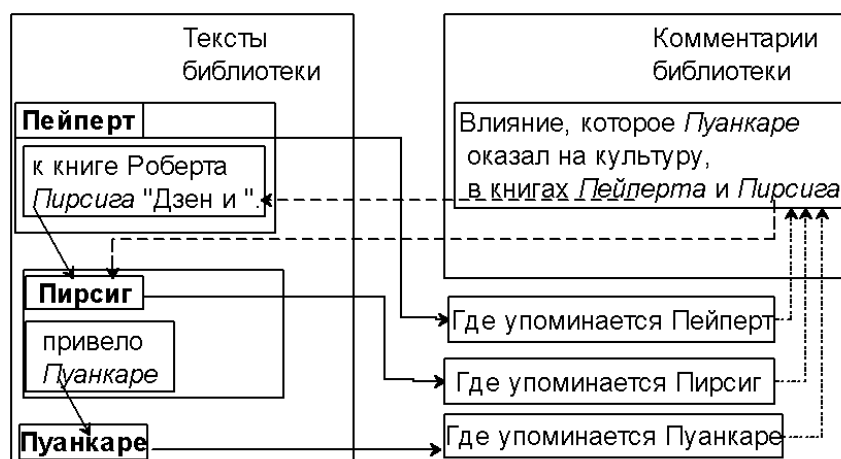 Тексты
библиотеки
Пейперт
к книге Роберта
Пирсига "Дзен и ".
Пирсиг
привело
Пуанкаре
Пуанкаре
Комментарии
библиотеки
Влияние, которое Пуанкаре
оказал на культуру,
в книгах Пейперта и Пирсига
Где упоминается Пейперт
Где упоминается Пирсиг
Где упоминается Пуанкаре